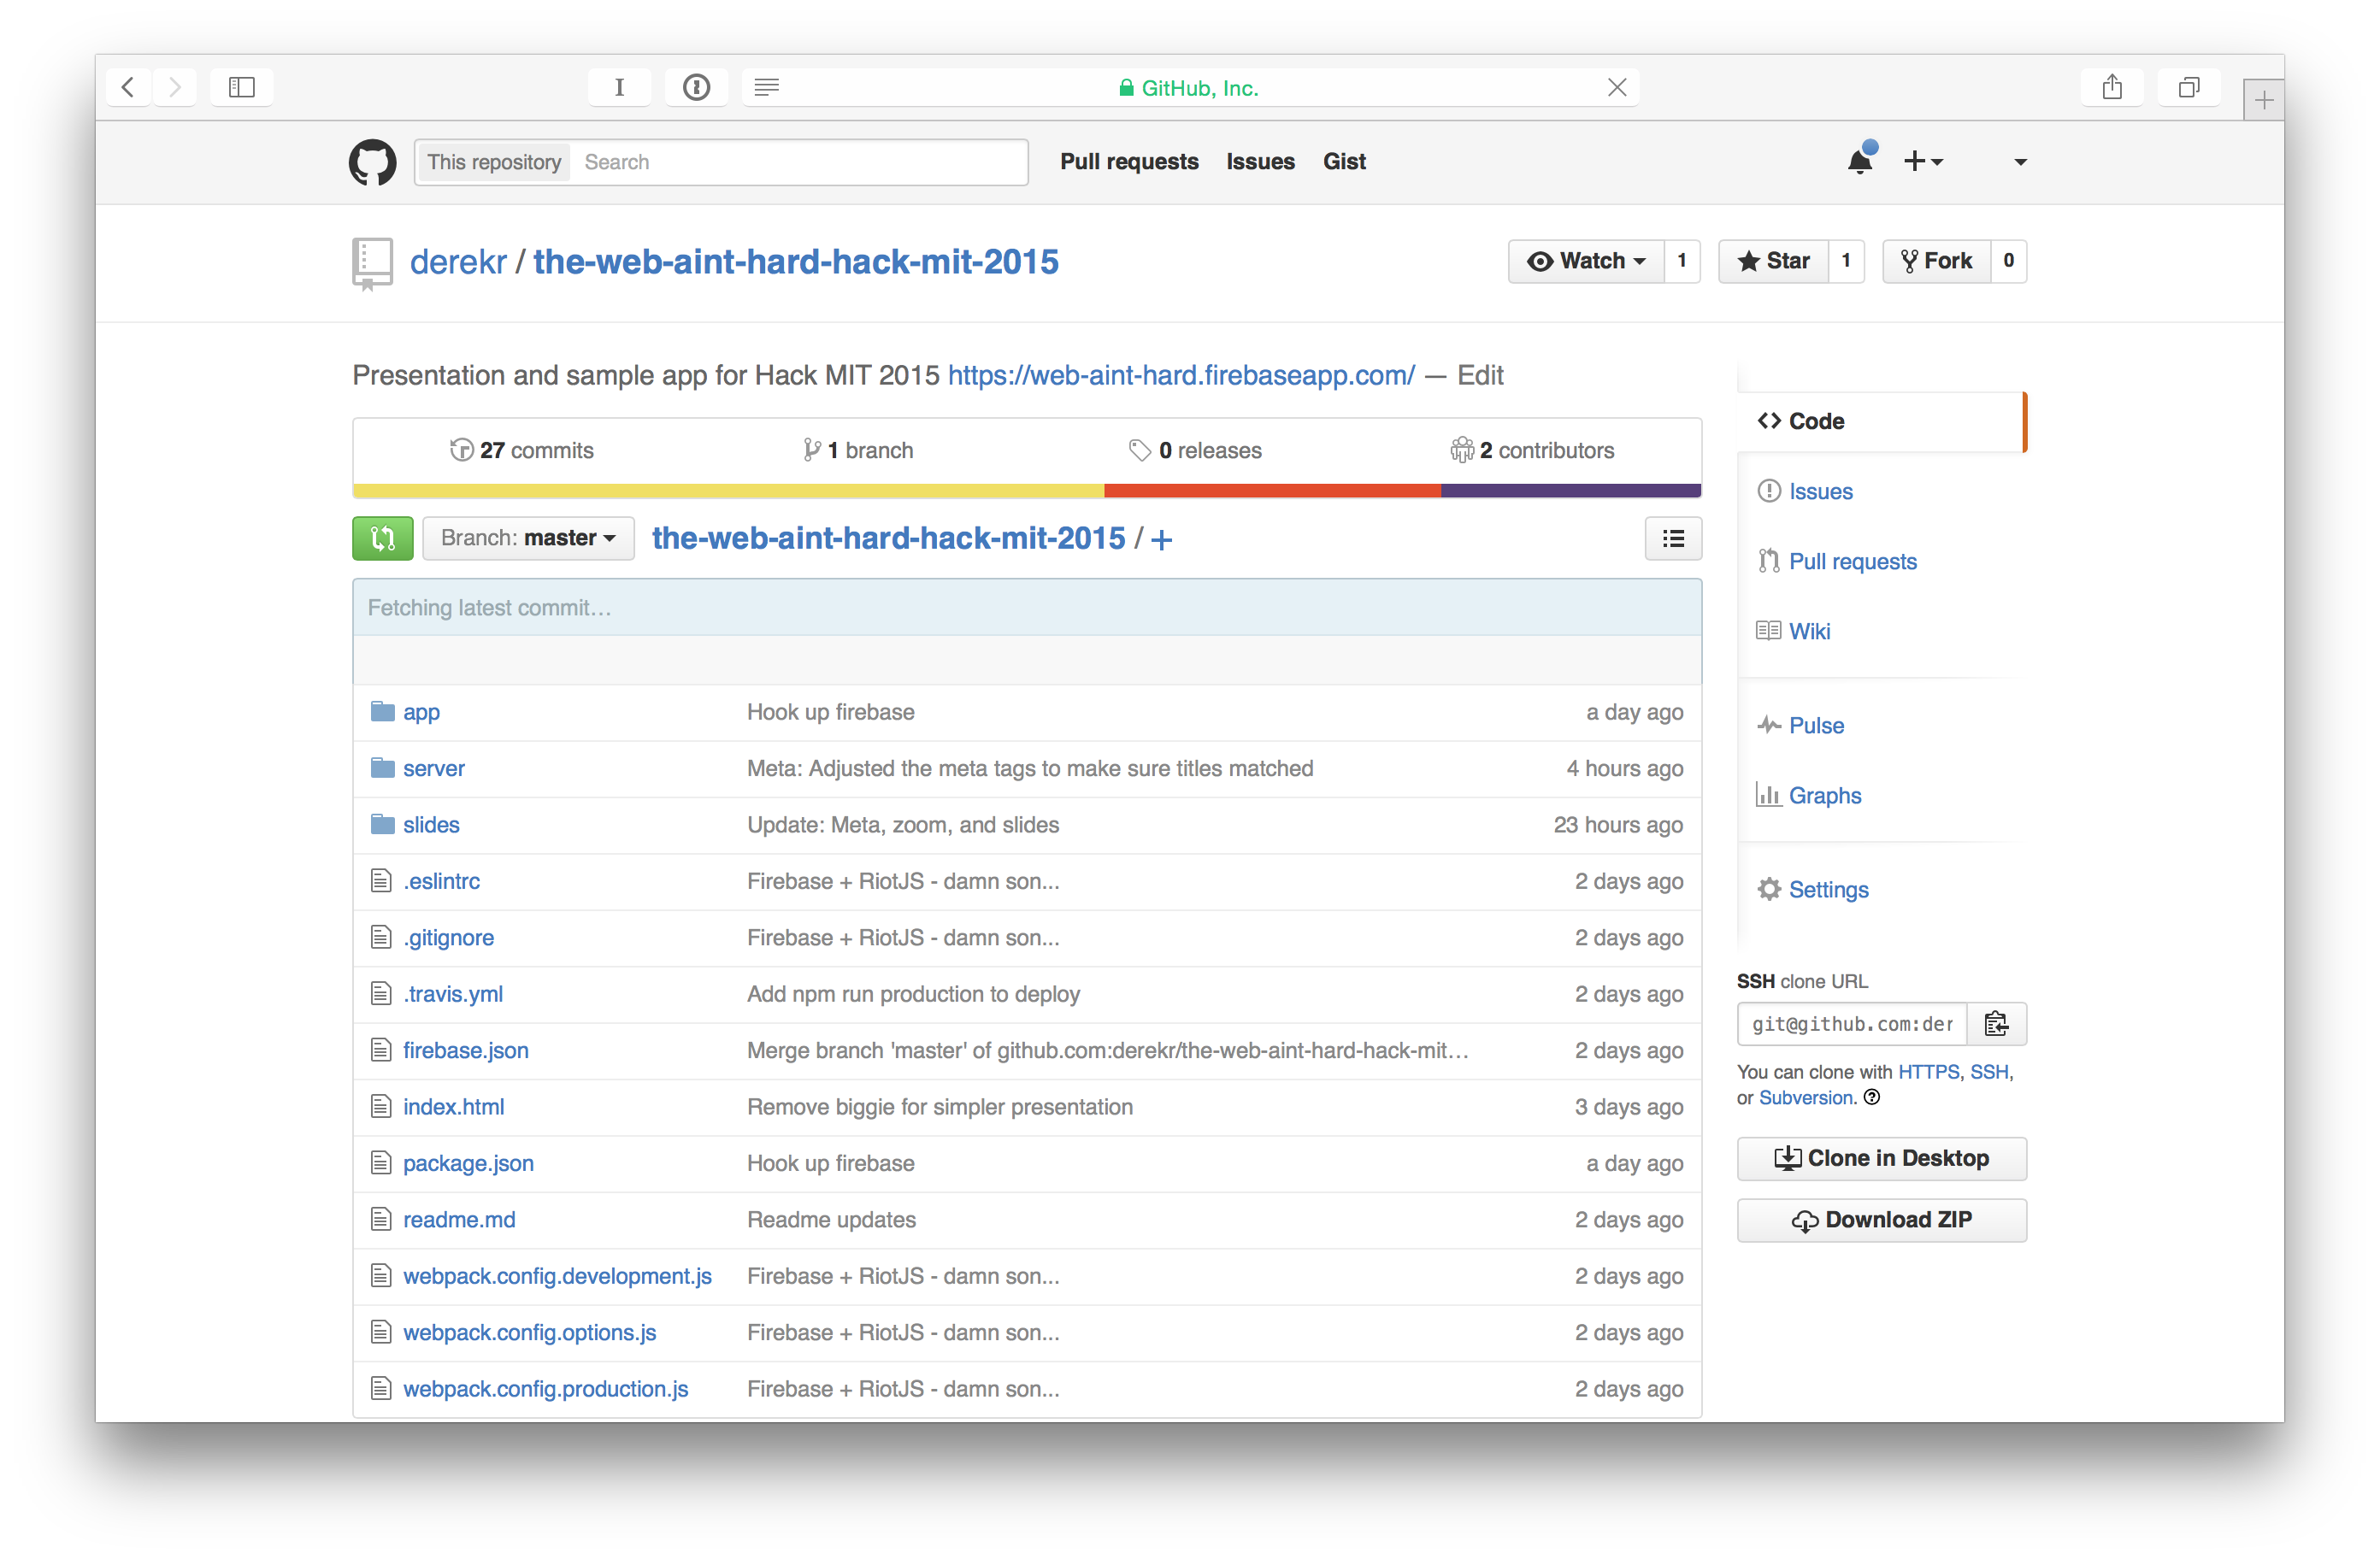 GitHub, Inc.
This repository Search Pull requests Issues Gist
derekr / the-web-aint-hard-hack-mit-2015 Watch 1 Star 1 Fork 0
Presentation and sample app for Hack MIT 2015 https://web-aint-hard.firebaseapp.com/ — Edit
27 commits 1 branch 0 releases 2 contributors
Branch: master the-web-aint-hard-hack-mit-2015 / +
Fetching latest commit…
app Hook up firebase a day ago
server Meta: Adjusted the meta tags to make sure titles matched 4 hours ago
slides Update: Meta, zoom, and slides 23 hours ago
.eslintrc Firebase + RiotJS - damn son... 2 days ago
.gitignore Firebase + RiotJS - damn son... 2 days ago
.travis.yml Add npm run production to deploy 2 days ago
firebase.json Merge branch 'master' of github.com:derekr/the-web-aint-hard-hack-mit… 2 days ago
index.html Remove biggie for simpler presentation 3 days ago
package.json Hook up firebase a day ago
readme.md Readme updates 2 days ago
webpack.config.development.js Firebase + RiotJS - damn son... 2 days ago
webpack.config.options.js Firebase + RiotJS - damn son... 2 days ago
webpack.config.production.js Firebase + RiotJS - damn son... 2 days ago
Code
Issues
Pull requests
Wiki
Pulse
Graphs
Settings
SSH clone URL
git@github.com:der
You can clone with HTTPS, SSH,
or Subversion.
Clone in Desktop
Download ZIP